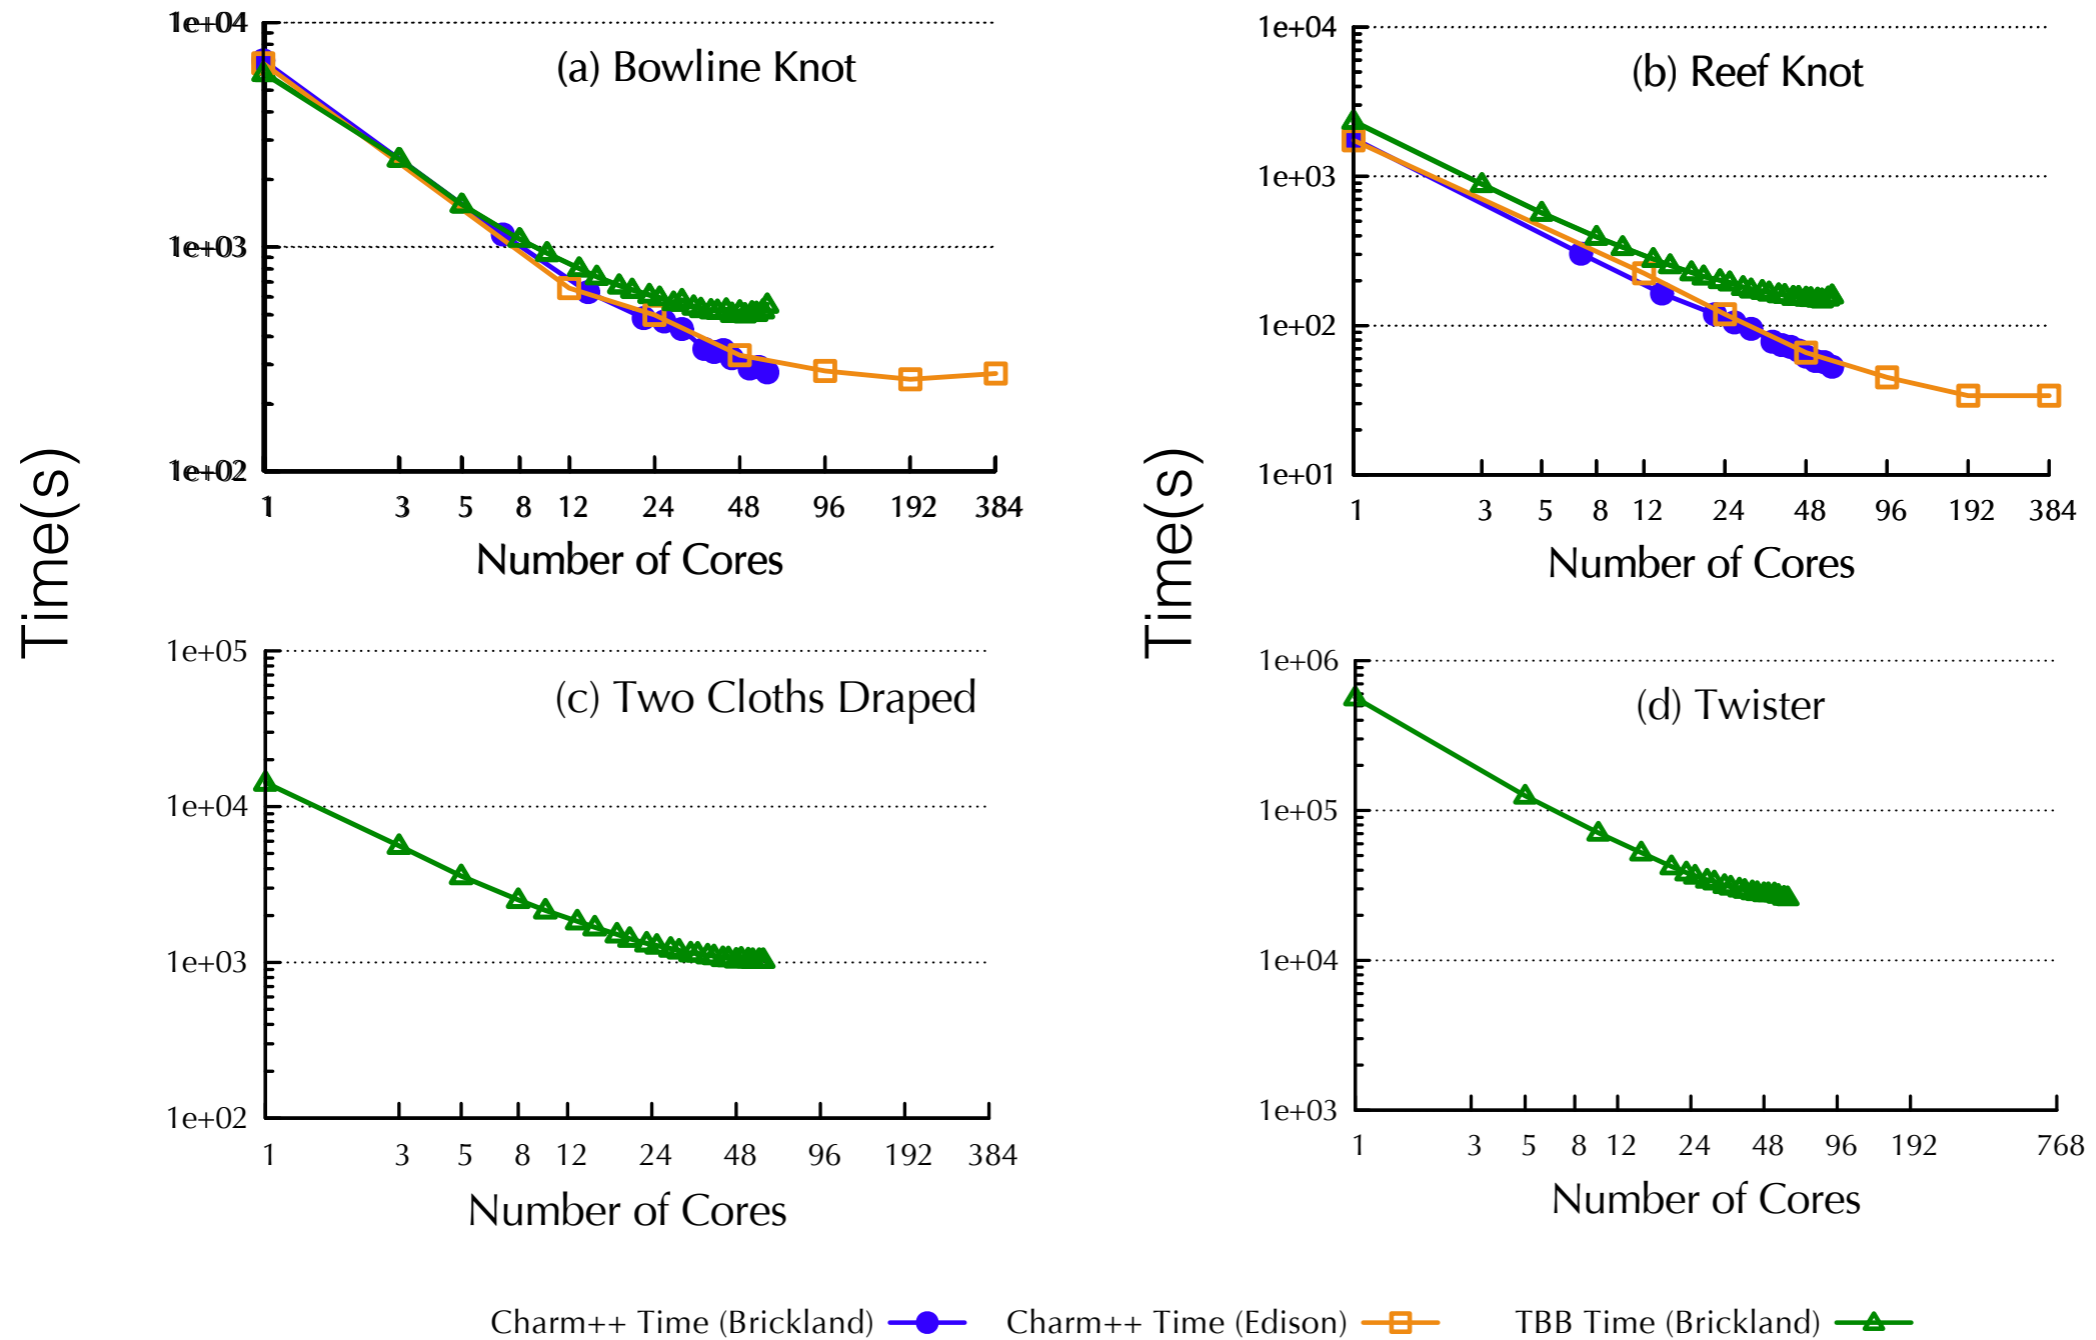 (a) Bowline Knot
Time(s)
1e+04
1e+03
1e+02
1 3 5 8 12 24 48 96 192 384
Number of Cores
(b) Reef Knot
Time(s)
1e+04
1e+03
1e+02
1e+01
1 3 5 8 12 24 48 96 192 384
Number of Cores
(c) Two Cloths Draped
1e+05
1e+04
1e+03
1e+02
1 3 5 8 12 24 48 96 192 384
Number of Cores
(d) Twister
1e+06
1e+05
1e+04
1e+03
1 3 5 8 12 24 48 96 192 768
Number of Cores
Charm++ Time (Brickland) Charm++ Time (Edison) TBB Time (Brickland)